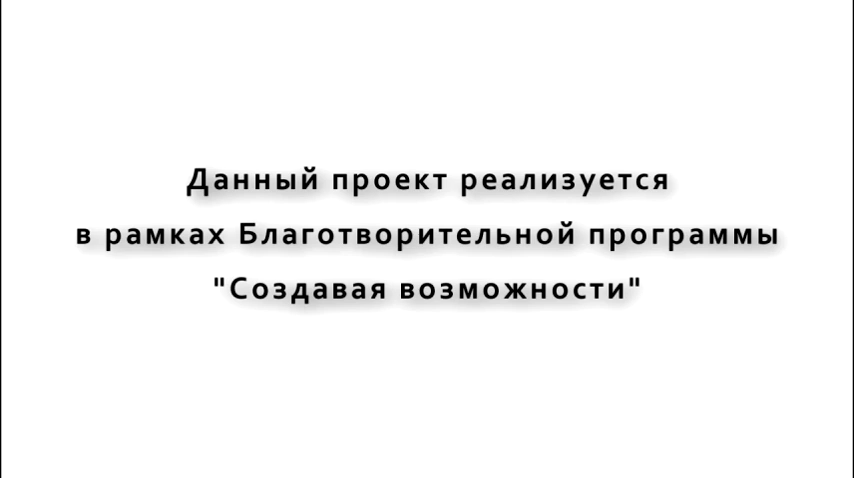 Данный проект реализуется
в рамках Благотворительной программы
"Создавая возможности"